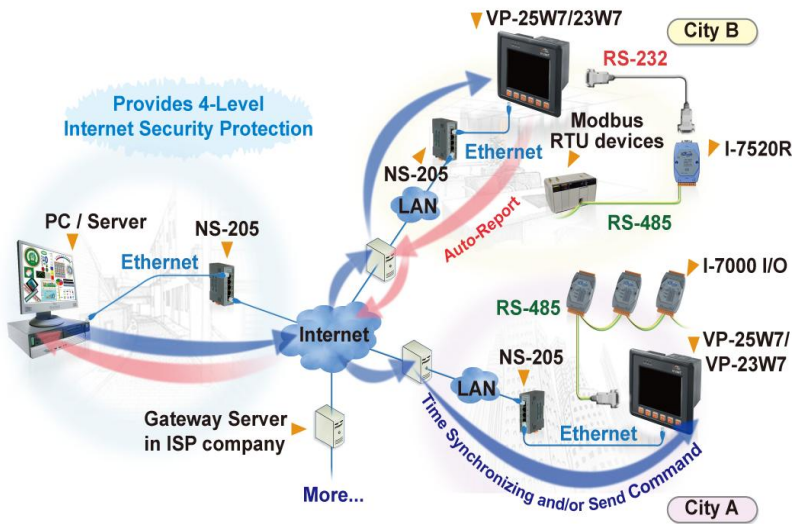 VP-25W7/23W7
City B
RS-232
Provides 4-Level
Internet Security Protection
Modbus
RTU devices
I-7520R
Ethernet
NS-205
LAN
RS-485
Auto-Report
PC / Server
NS-205
Ethernet
I-7000 I/O
RS-485
Internet
VP-25W7/
VP-23W7
NS-205
LAN
Gateway Server
in ISP company
Ethernet
Time Synchronizing and/or Send Command
More...
City A